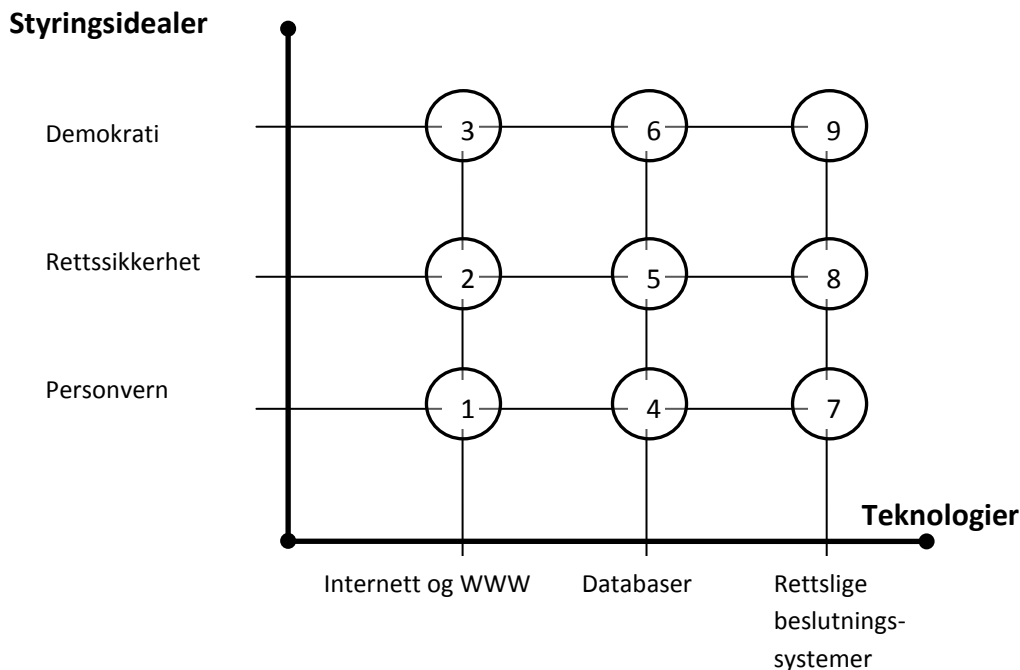 Styringsidealer
Demokrati
3
6
9
Rettssikkerhet
2
5
8
Personvern
1
4
7
Teknologier
Internett og WWW
Databaser
Rettslige
beslutnings-
systemer